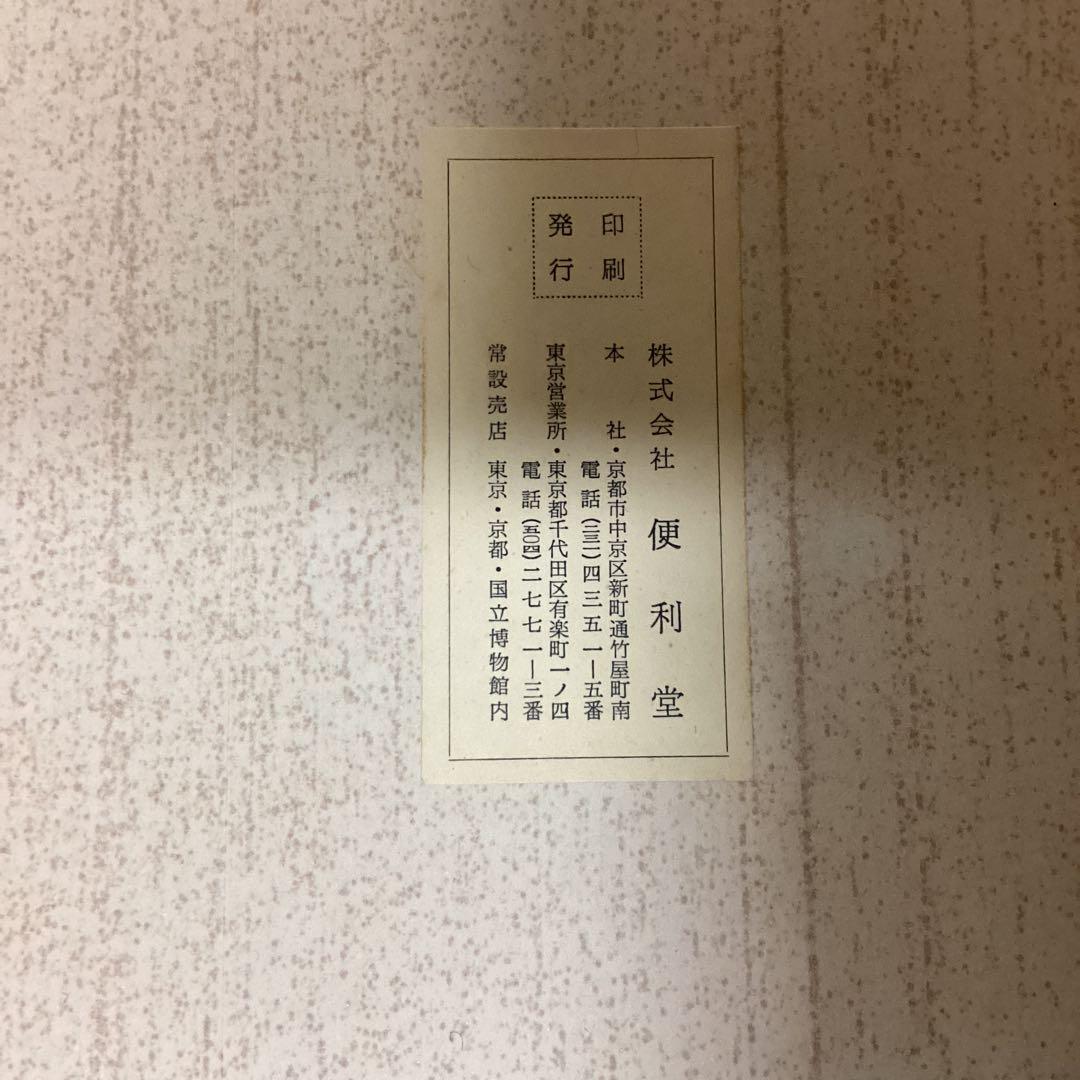 印刷
発行
株式会社 便利堂
本社・京都市中京区新町通竹屋町南
電話(二三一)四三五一―五番
東京営業所・東京都千代田区有楽町一ノ四
電話(五〇四)二七七一―三番
常設売店 東京・京都・国立博物館内